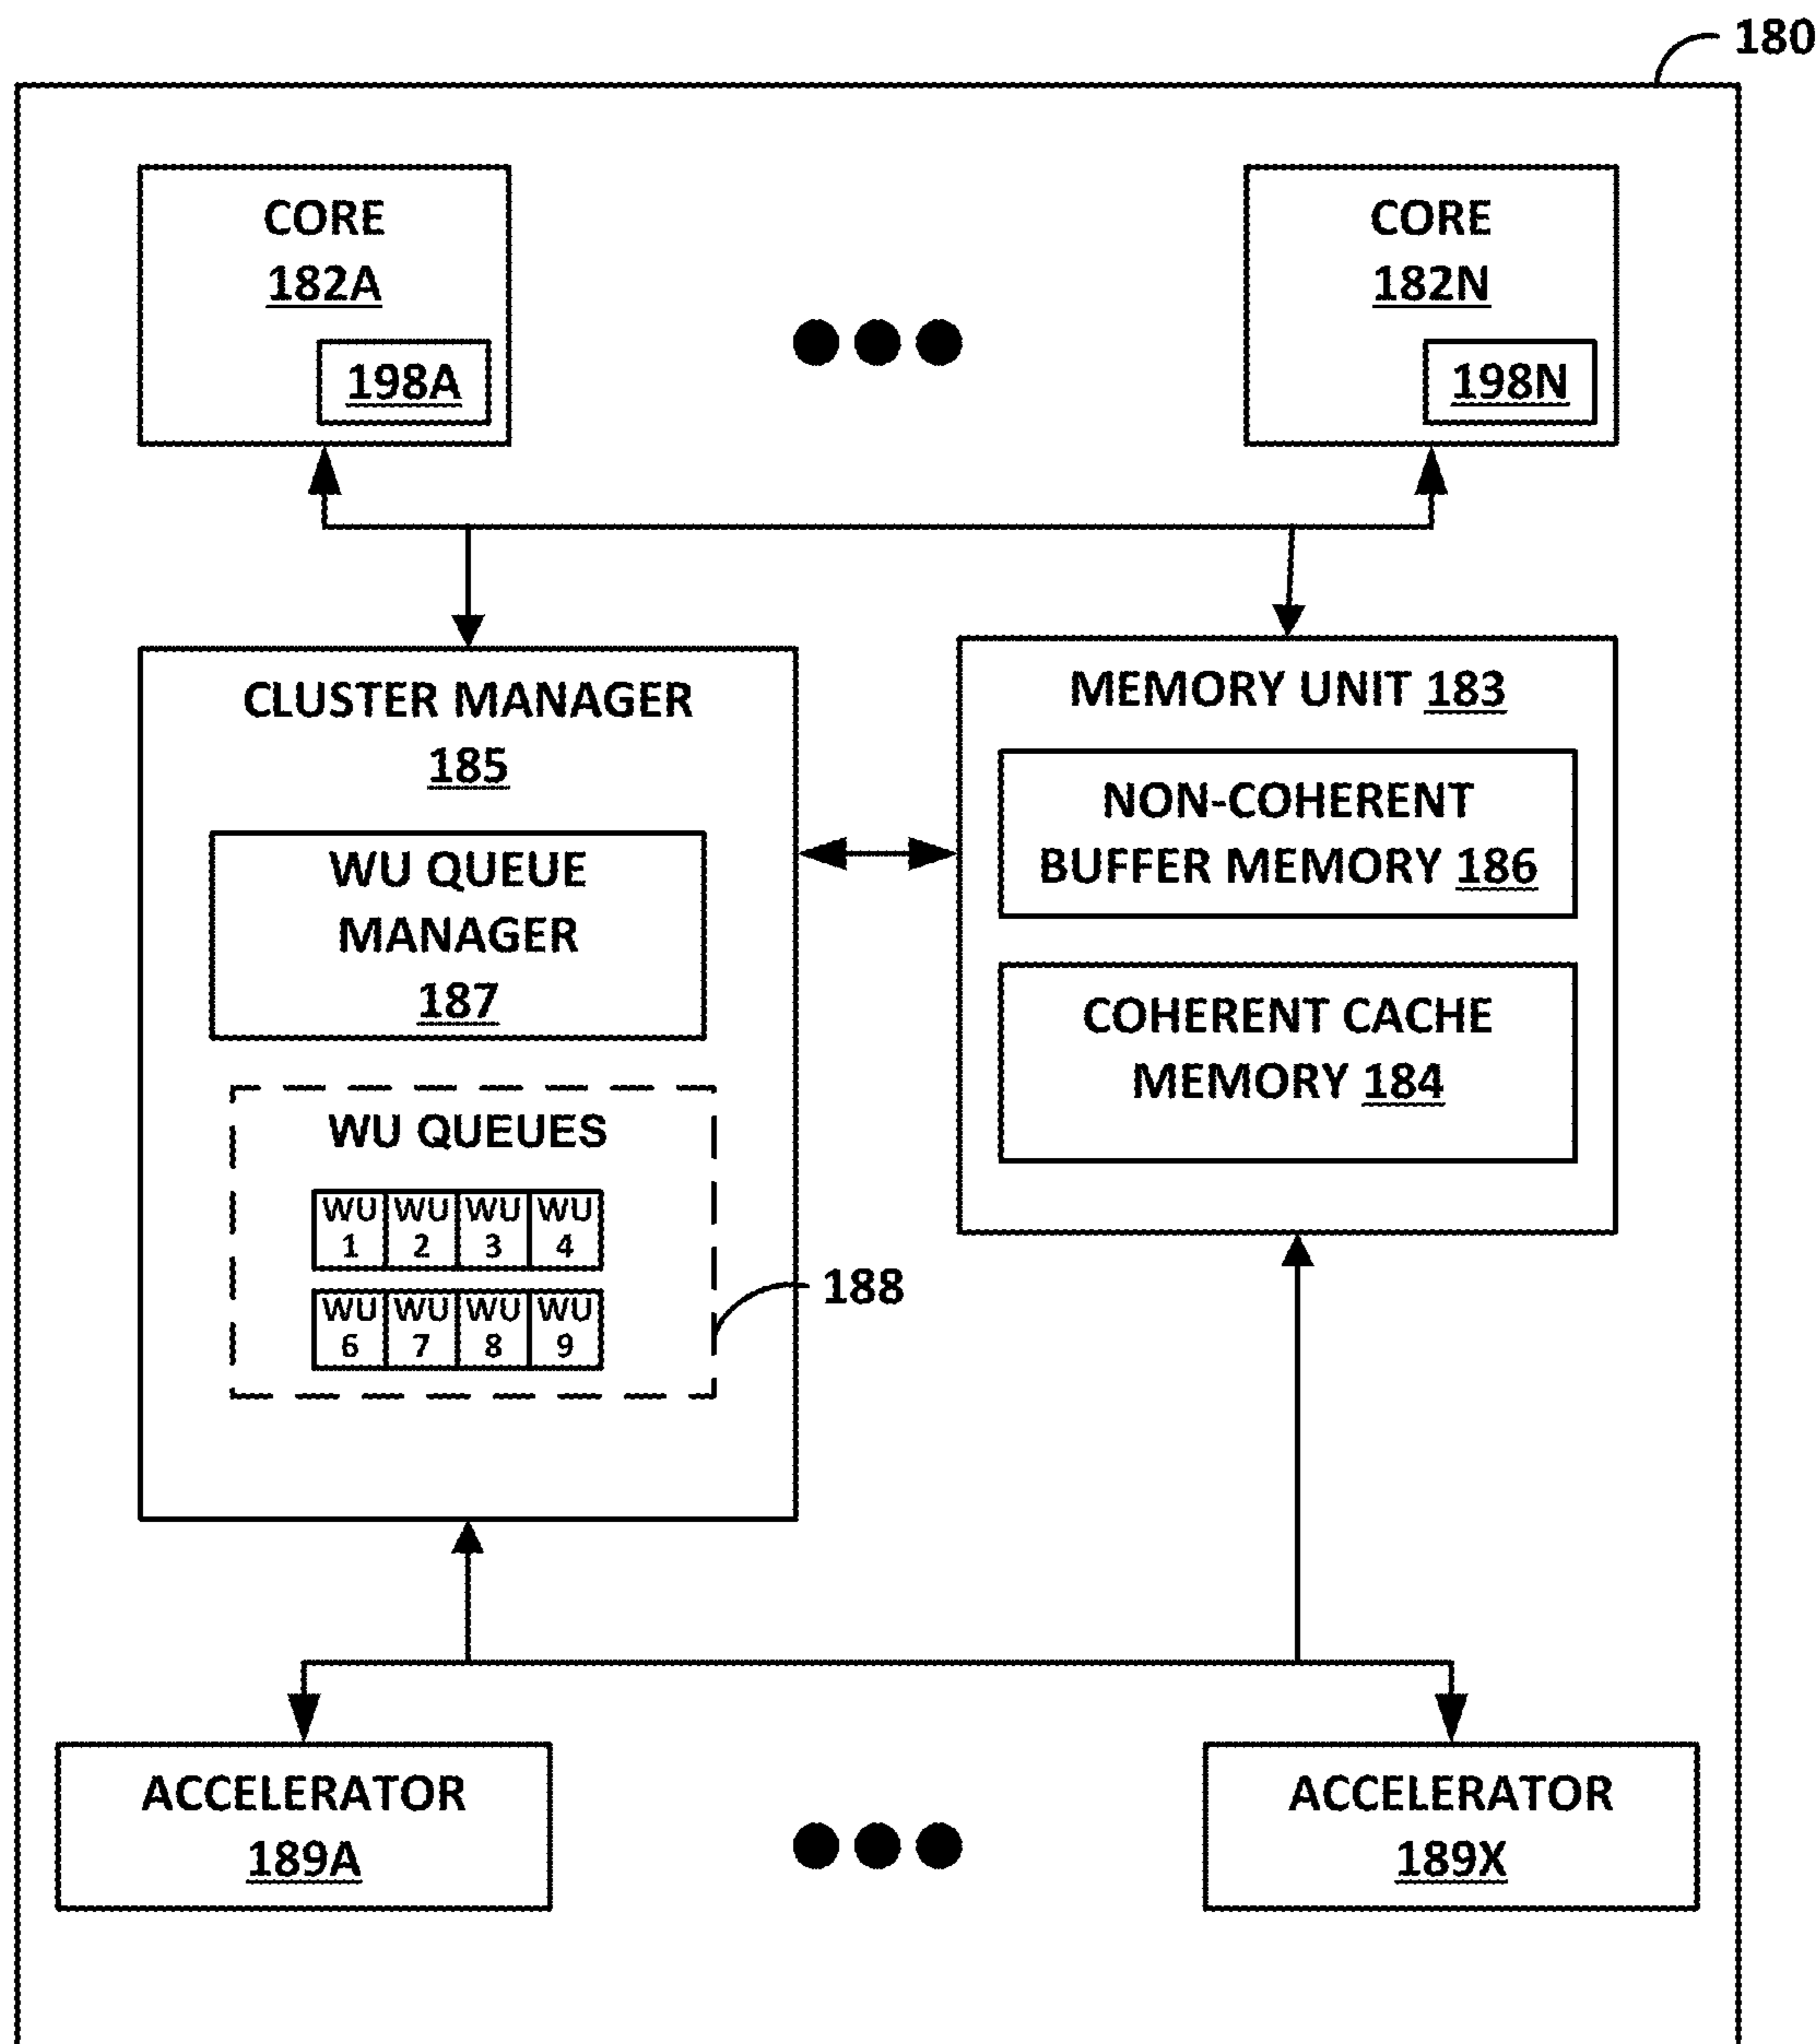 180
CORE
182A
198A
CORE
182N
198N
CLUSTER MANAGER
185
WU QUEUE
MANAGER
187
WU QUEUES
WU WU WU WU
1 2 3 4
WU WU WU WU
6 7 8 9
188
MEMORY UNIT 183
NON-COHERENT
BUFFER MEMORY 186
COHERENT CACHE
MEMORY 184
ACCELERATOR
189A
ACCELERATOR
189X